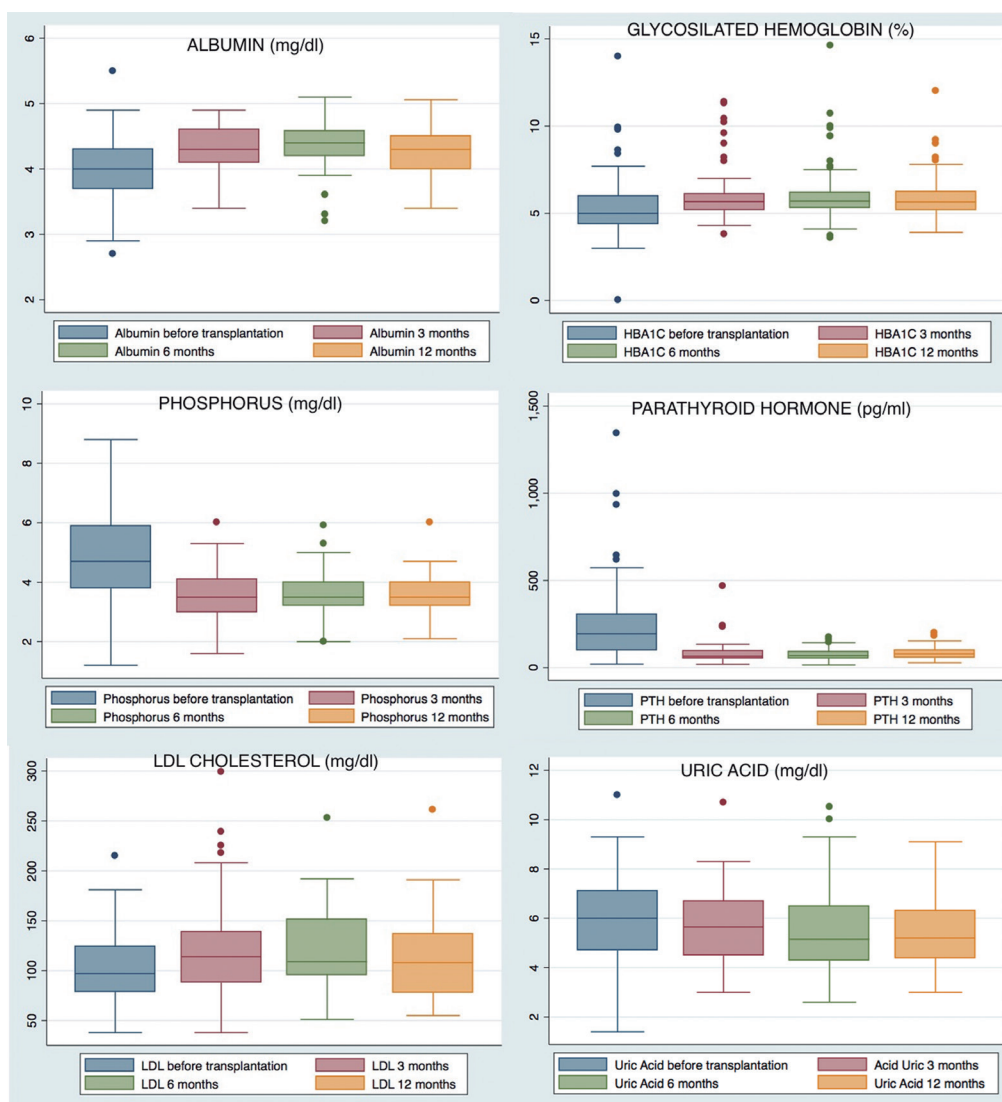 ALBUMIN (mg/dl)
6
5
4
3
2
Albumin before transplantation
Albumin 3 months
Albumin 6 months
Albumin 12 months
GLYCOSILATED HEMOGLOBIN (%)
15
10
5
0
HBA1C before transplantation
HBA1C 3 months
HBA1C 6 months
HBA1C 12 months
PHOSPHORUS (mg/dl)
10
8
6
4
2
Phosphorus before transplantation
Phosphorus 3 months
Phosphorus 6 months
Phosphorus 12 months
PARATHYROID HORMONE (pg/ml)
1,500
1,000
500
0
PTH before transplantation
PTH 3 months
PTH 6 months
PTH 12 months
LDL CHOLESTEROL (mg/dl)
300
250
200
150
100
50
LDL before transplantation
LDL 3 months
LDL 6 months
LDL 12 months
URIC ACID (mg/dl)
12
10
8
6
4
2
Uric Acid before transplantation
Acid Uric 3 months
Uric Acid 6 months
Uric Acid 12 months